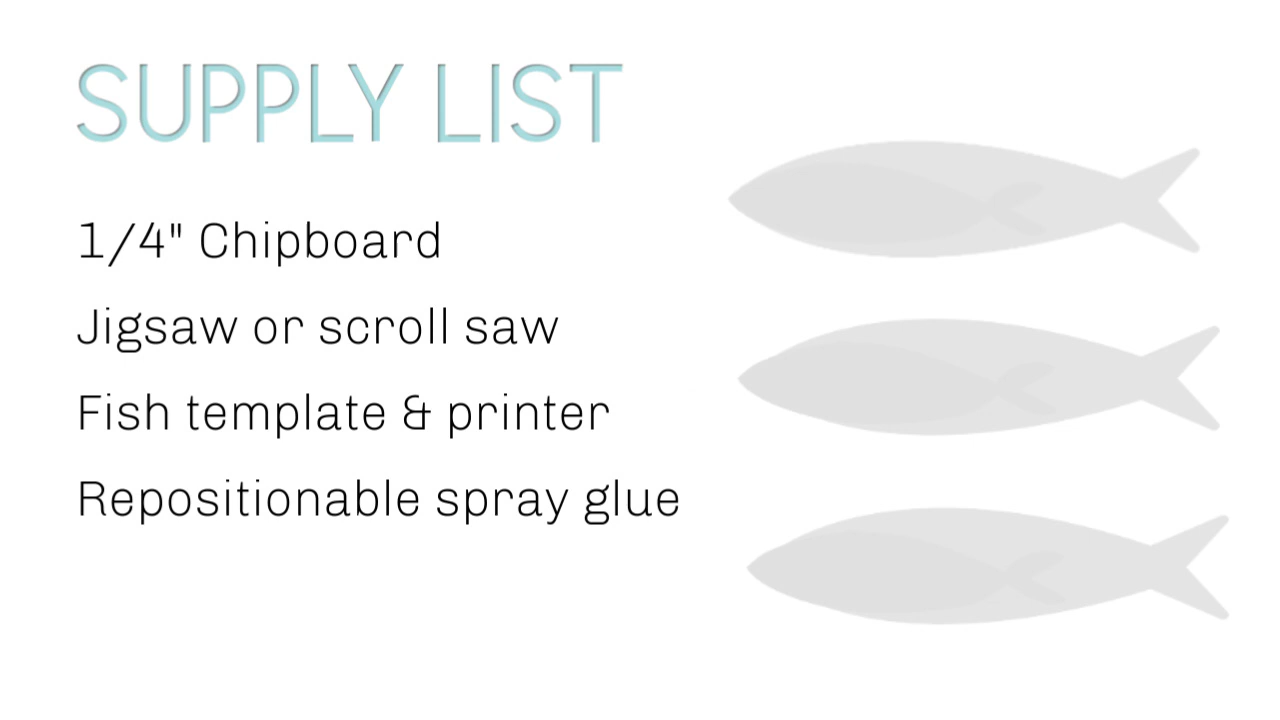 SUPPLY LIST
1/4" Chipboard
Jigsaw or scroll saw
Fish template & printer
Repositionable spray glue